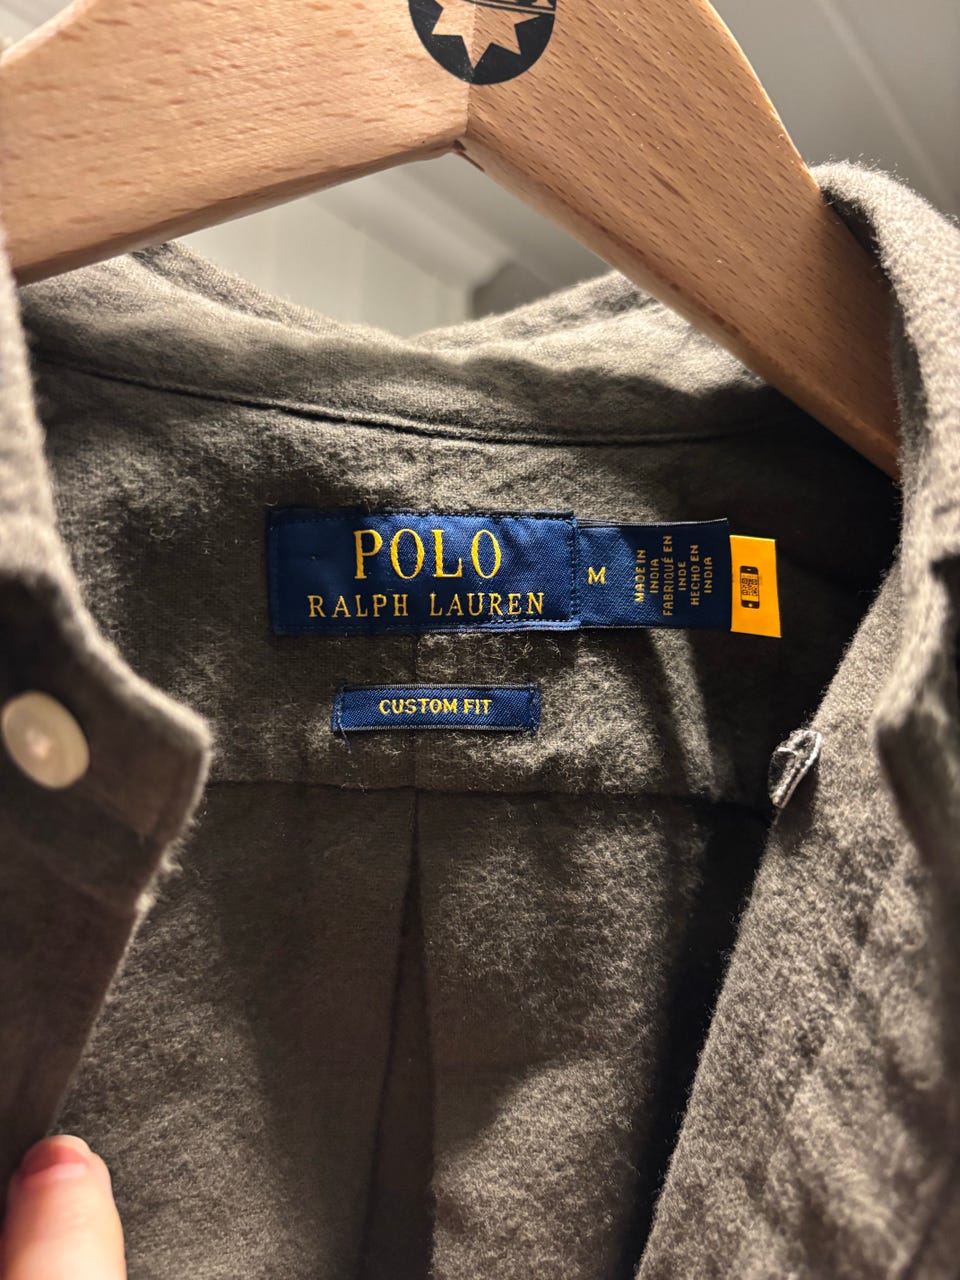 POLO
RALPH LAUREN
M
MADE IN
INDIA
FABRIQUÉ EN
INDE
HECHO EN
INDIA
CUSTOM FIT